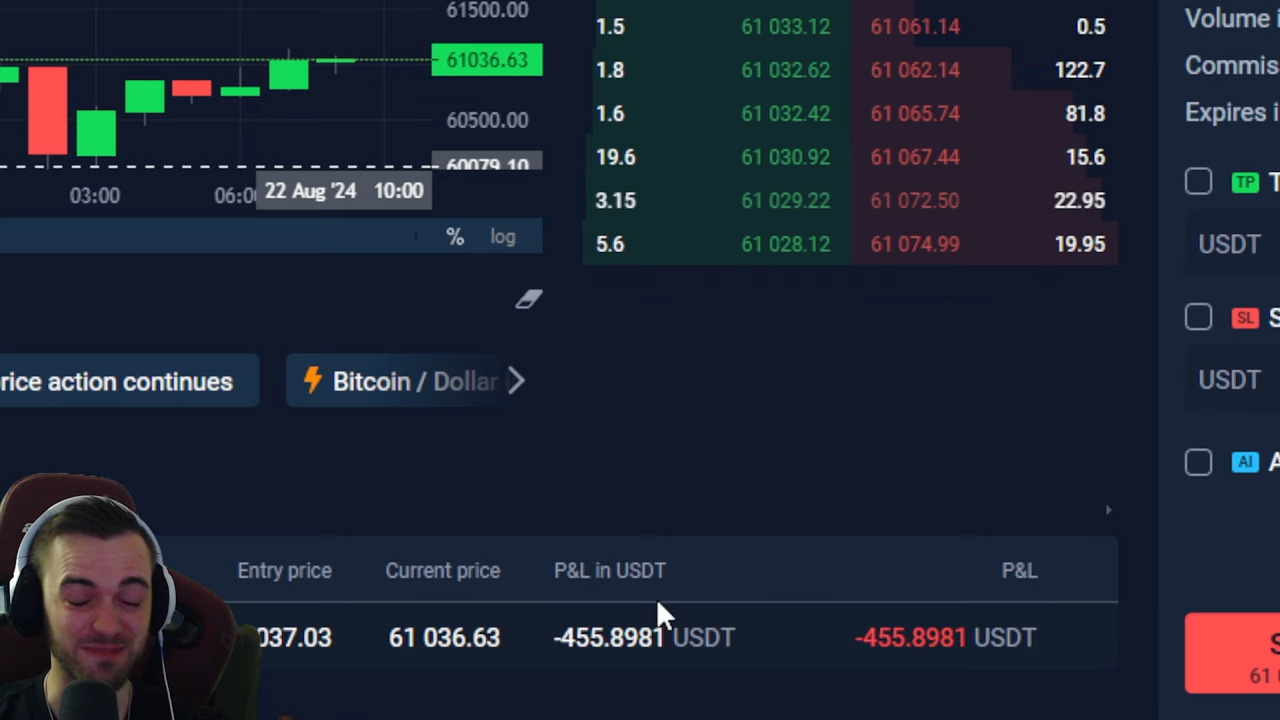 61500.00
61036.63
60500.00
60079.10
03:00
22 Aug '24 10:00
% log
1.5 61 033.12 61 061.14 0.5
1.8 61 032.62 61 062.14 122.7
1.6 61 032.42 61 065.74 81.8
19.6 61 030.92 61 067.44 15.6
3.15 61 029.22 61 072.50 22.95
5.6 61 028.12 61 074.99 19.95
Volume
Expires
TP
USDT
SL
USDT
AI
price action continues
Bitcoin / Dollar
Entry price Current price P&L in USDT P&L
037.03 61 036.63 -455.8981 USDT -455.8981 USDT
61